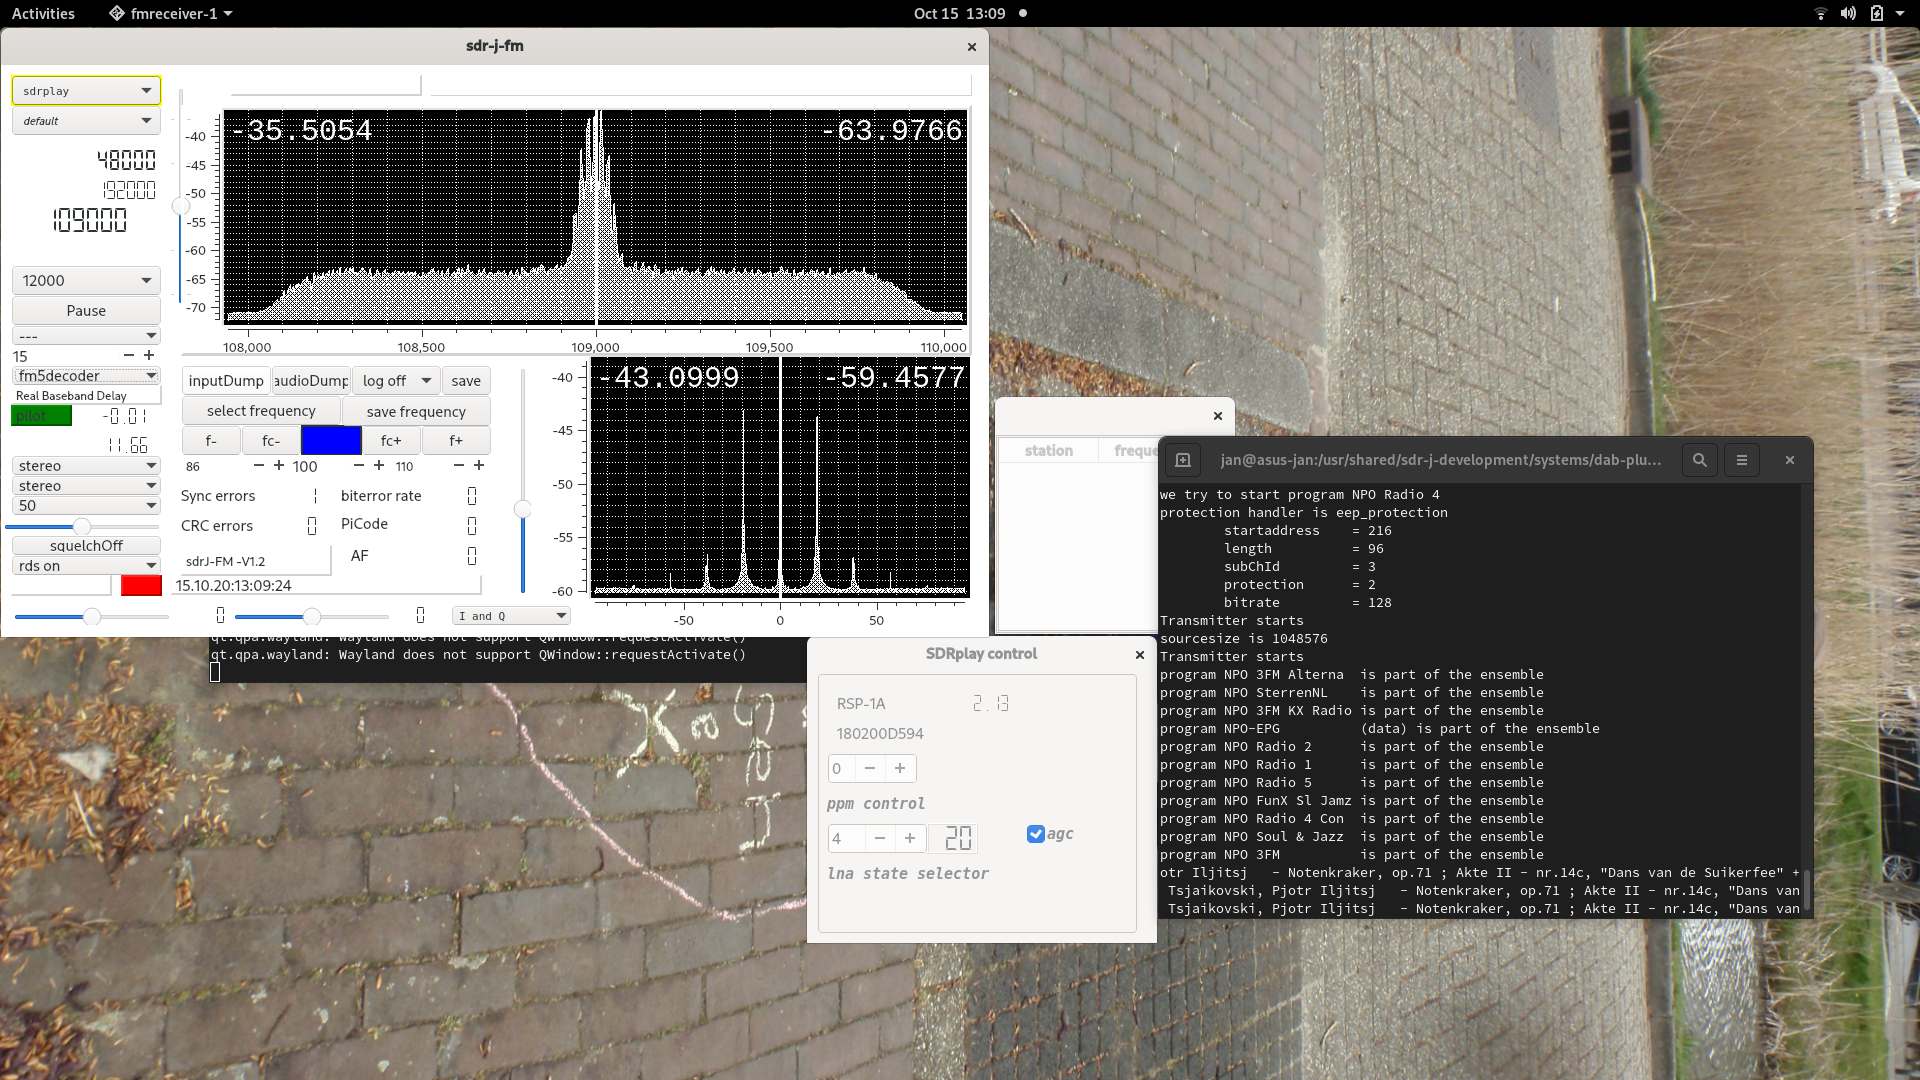 Activities
fmreceiver-1
Oct 15 13:09
sdr-j-fm
sdrplay
default
48000
192000
109000
12000
Pause
---
15
fm5decoder
Real Baseband Delay
pilot
-0.01
11.66
stereo
stereo
50
squelchOff
rds on
-40
-45
-50
-55
-60
-65
-70
-35.5054
-63.9766
108,000
108,500
109,000
109,500
110,000
inputDump
audioDump
log off
save
select frequency
save frequency
f-
fc-
fc+
f+
86
100
110
Sync errors
1
biterror rate
0
CRC errors
0
PiCode
0
sdrJ-FM -V1.2
AF
0
15.10.20:13:09:24
0
0
I and Q
-40
-45
-50
-55
-60
-43.0999
-59.4577
-50
0
50
qt.qpa.wayland: Wayland does not support QWindow::requestActivate()
qt.qpa.wayland: Wayland does not support QWindow::requestActivate()
station
freque
SDRplay control
RSP-1A
2.13
180200D594
0
ppm control
4
20
agc
lna state selector
jan@asus-jan:/usr/shared/sdr-j-development/systems/dab-plu...
we try to start program NPO Radio 4
protection handler is eep_protection
startaddress = 216
length = 96
subChId = 3
protection = 2
bitrate = 128
Transmitter starts
sourcesize is 1048576
Transmitter starts
program NPO 3FM Alterna is part of the ensemble
program NPO SterrenNL is part of the ensemble
program NPO 3FM KX Radio is part of the ensemble
program NPO-EPG (data) is part of the ensemble
program NPO Radio 2 is part of the ensemble
program NPO Radio 1 is part of the ensemble
program NPO Radio 5 is part of the ensemble
program NPO FunX Sl Jamz is part of the ensemble
program NPO Radio 4 Con is part of the ensemble
program NPO Soul & Jazz is part of the ensemble
program NPO 3FM is part of the ensemble
otr Iljitsj - Notenkraker, op.71 ; Akte II - nr.14c, "Dans van de Suikerfee" +
Tsjaikovski, Pjotr Iljitsj - Notenkraker, op.71 ; Akte II - nr.14c, "Dans van
Tsjaikovski, Pjotr Iljitsj - Notenkraker, op.71 ; Akte II - nr.14c, "Dans van